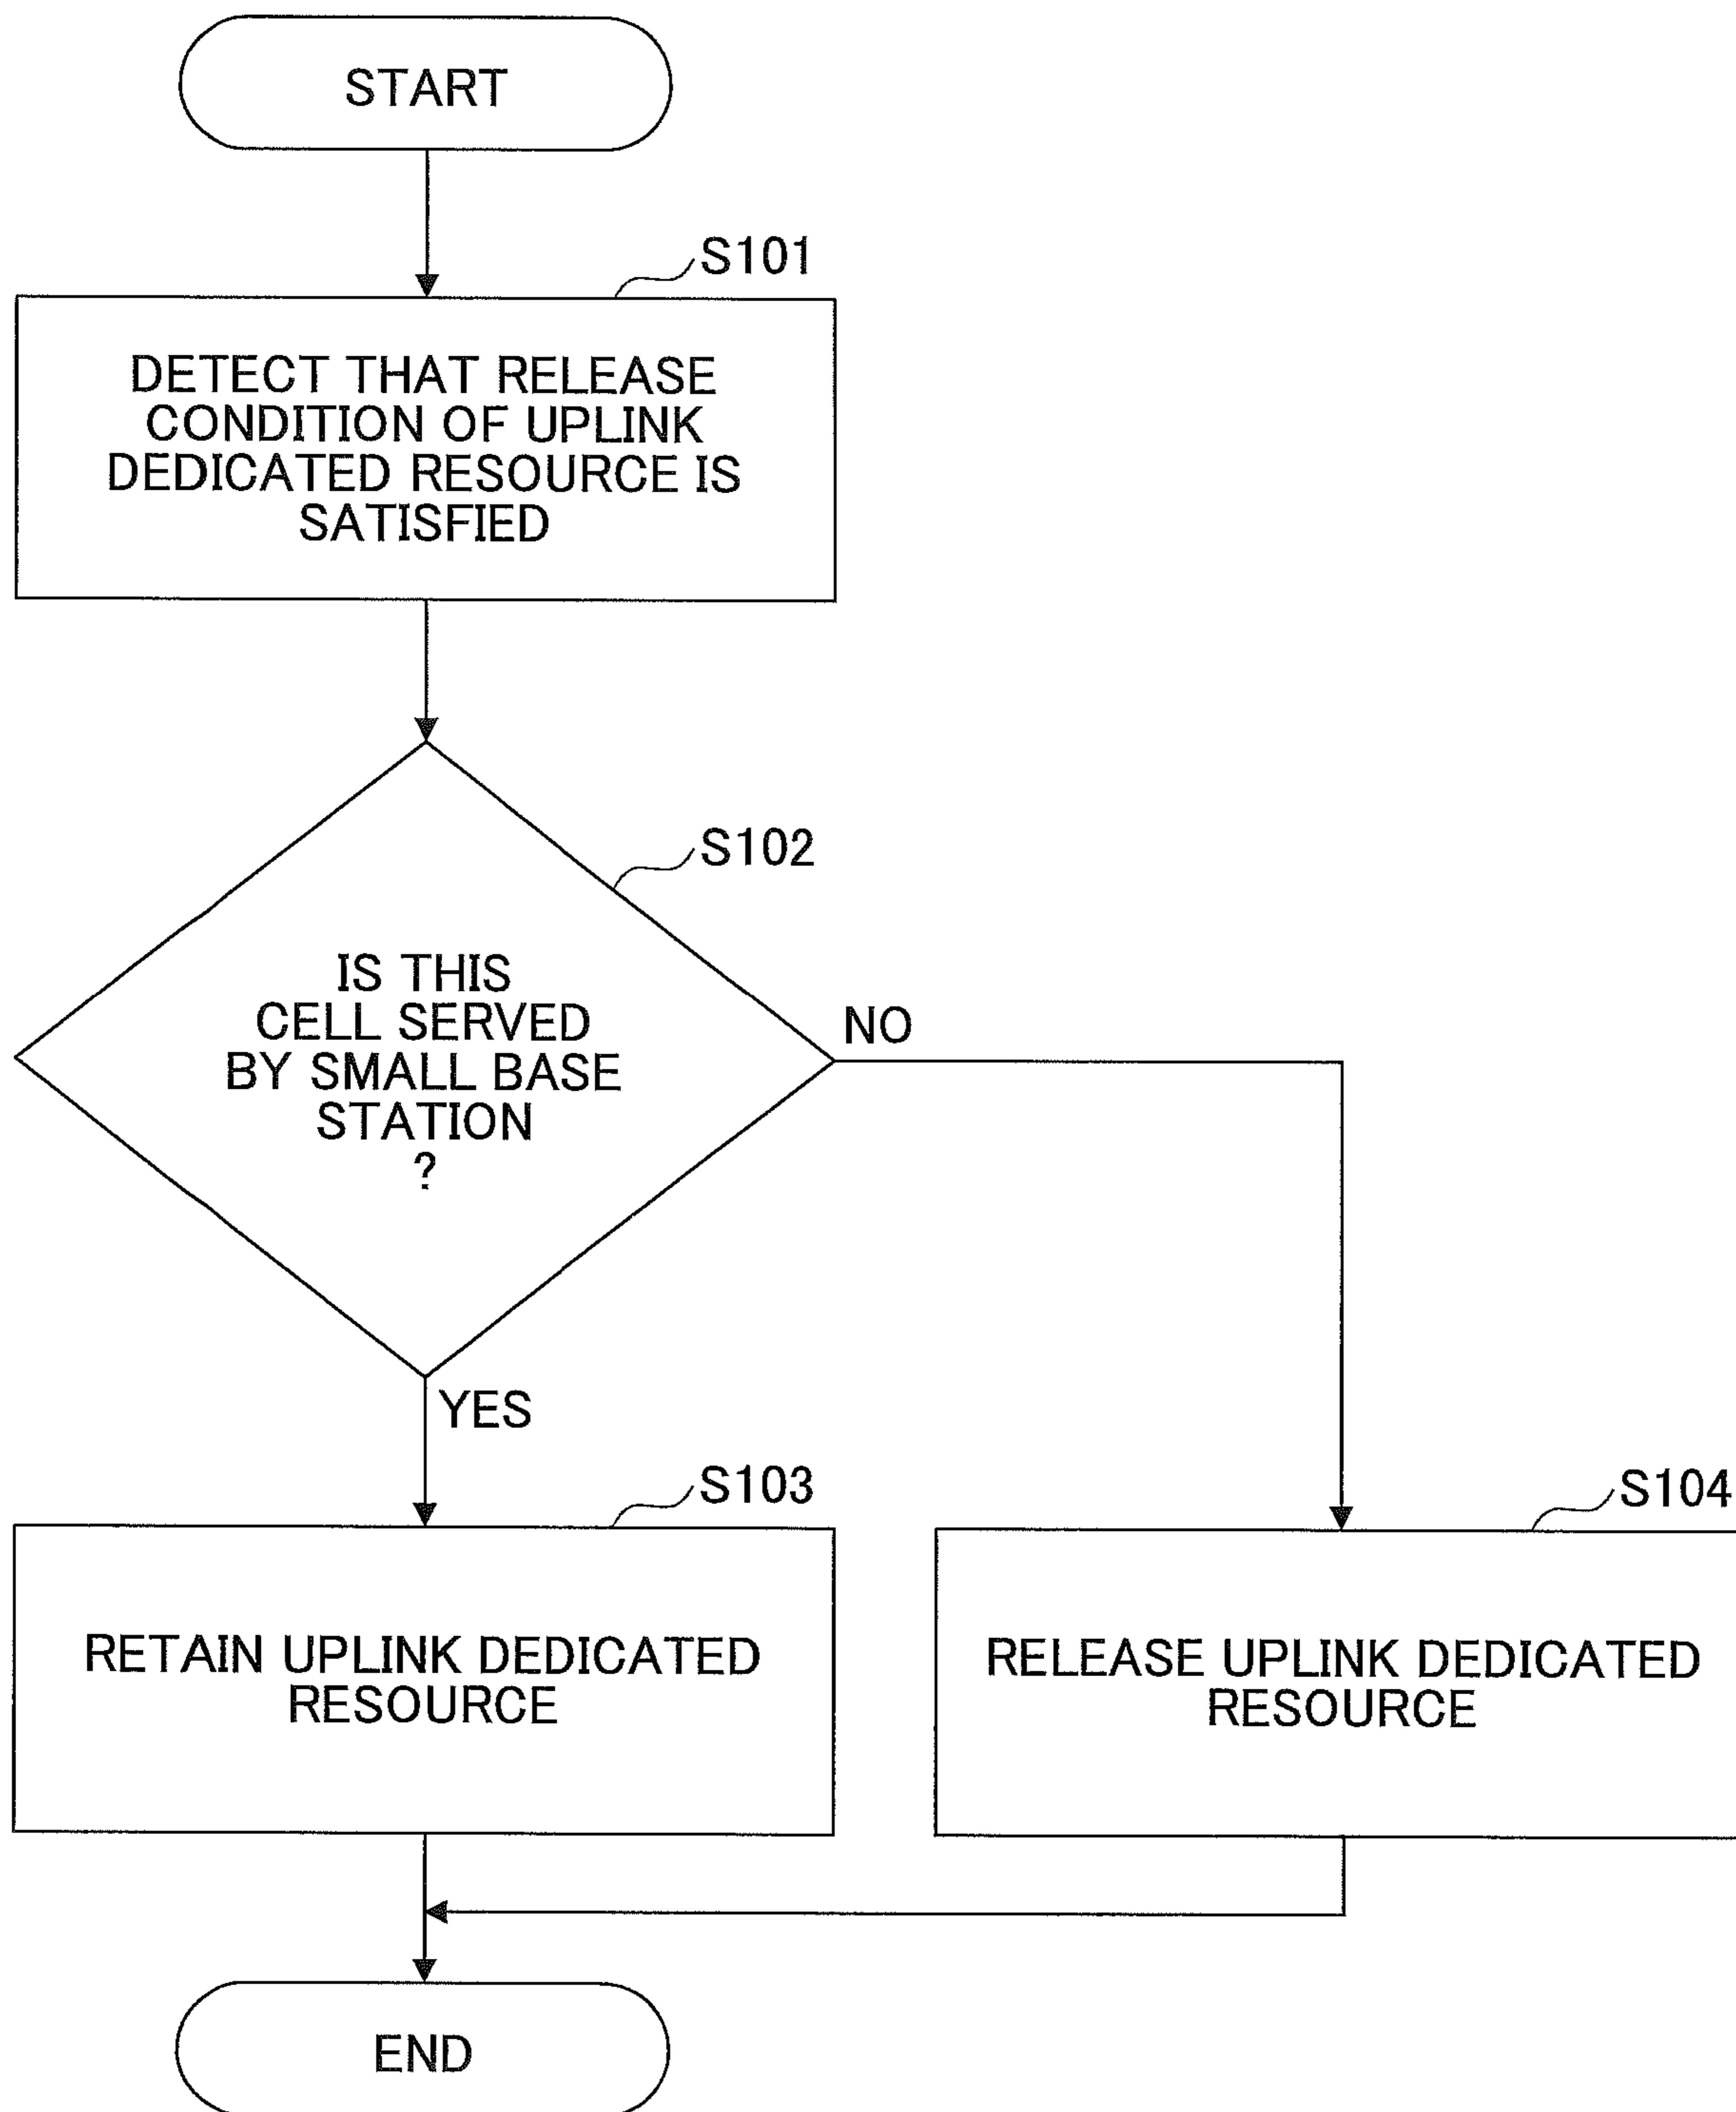 START
S101
DETECT THAT RELEASE
CONDITION OF UPLINK
DEDICATED RESOURCE IS
SATISFIED
S102
IS THIS
CELL SERVED
BY SMALL BASE
STATION
?
NO
YES
S103
RETAIN UPLINK DEDICATED
RESOURCE
S104
RELEASE UPLINK DEDICATED
RESOURCE
END